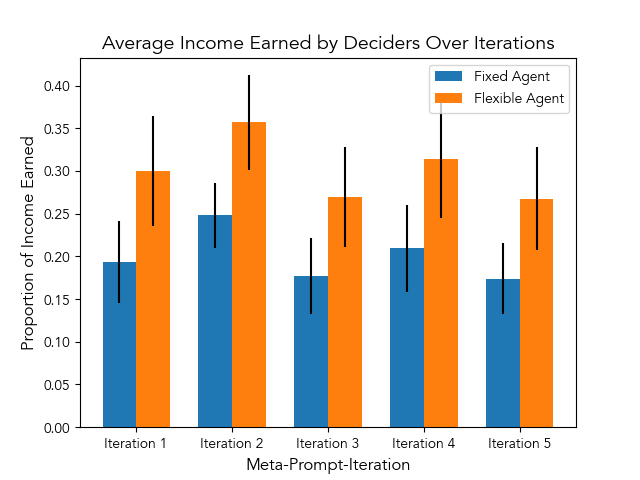 Average Income Earned by Deciders Over Iterations
Fixed Agent
Flexible Agent
Proportion of Income Earned
0.40
0.35
0.30
0.25
0.20
0.15
0.10
0.05
0.00
Iteration 1 Iteration 2 Iteration 3 Iteration 4 Iteration 5
Meta-Prompt-Iteration